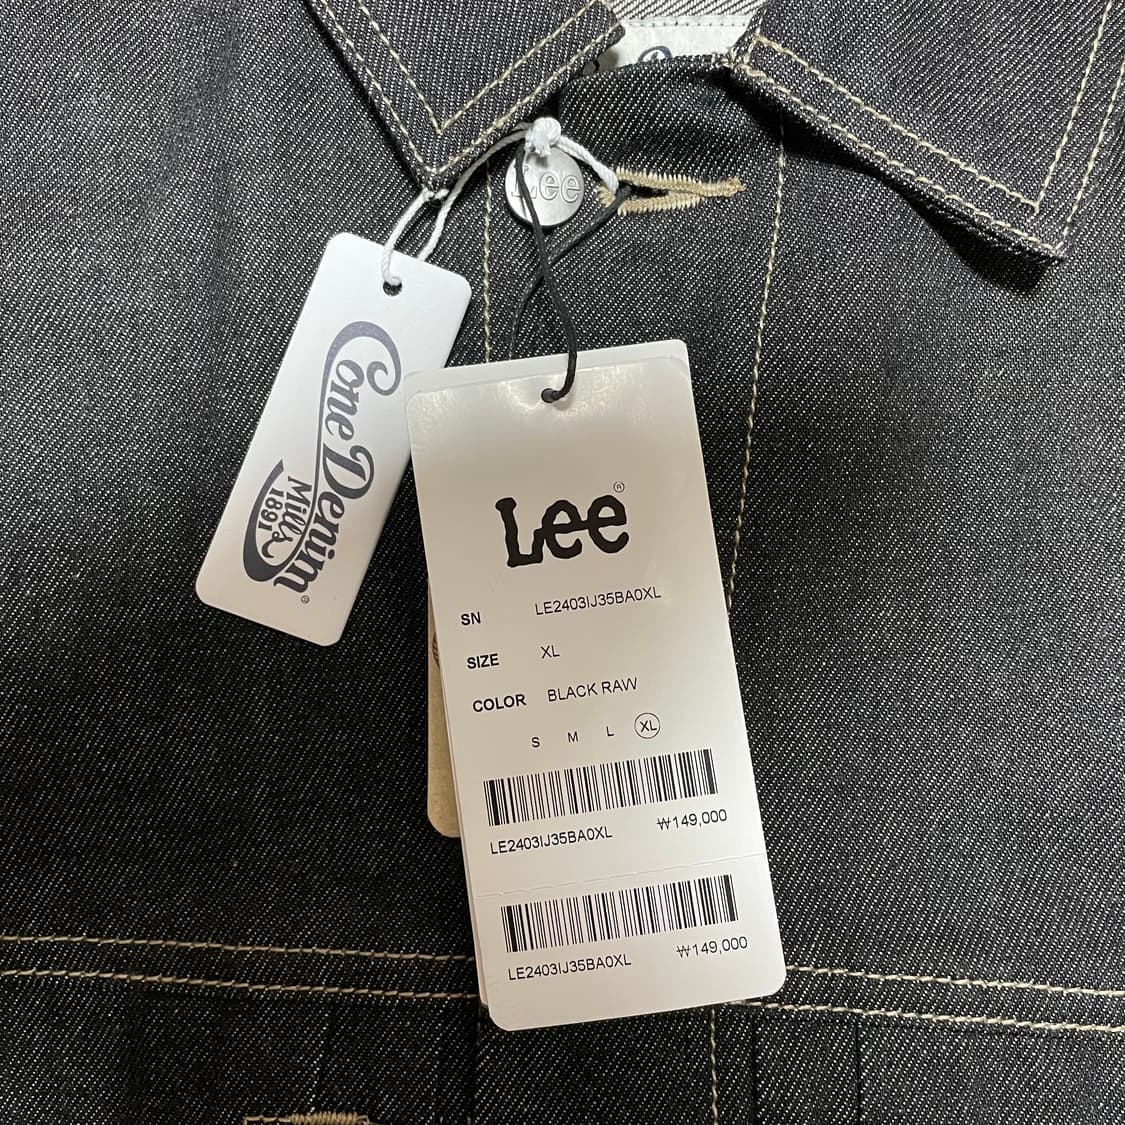 Lee
Cone Denim
Mills
1891
®
Lee®
SN LE2403IJ35BA0XL
SIZE XL
COLOR BLACK RAW
S M L XL
LE2403IJ35BA0XL ₩149,000
LE2403IJ35BA0XL ₩149,000